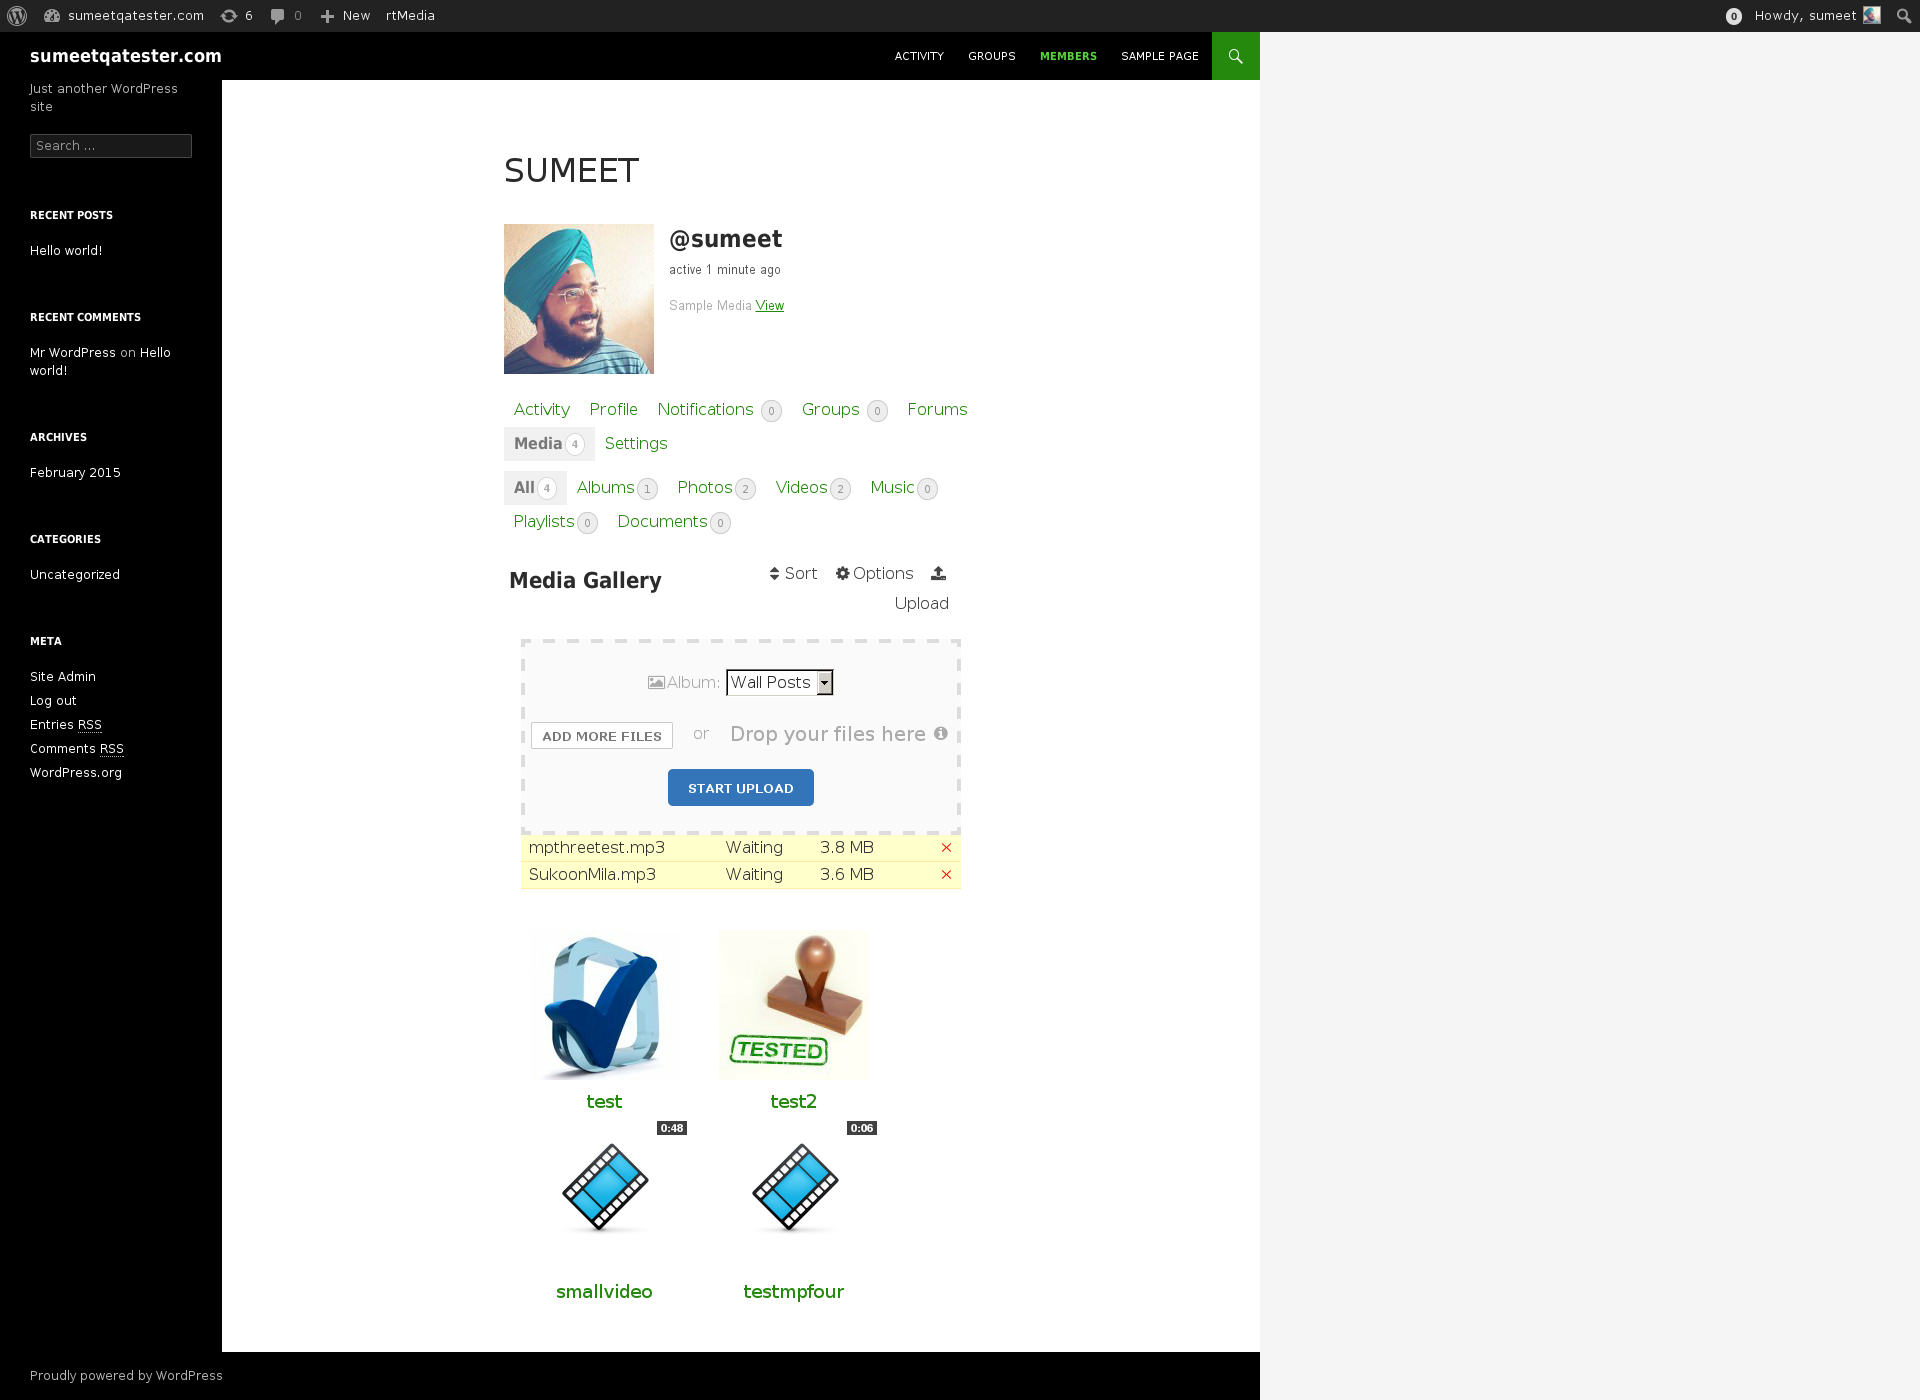 sumeetqatester.com 6 0 New rtMedia 0 Howdy, sumeet
sumeetqatester.com ACTIVITY GROUPS MEMBERS SAMPLE PAGE
Just another WordPress
site
Search ...
RECENT POSTS
Hello world!
RECENT COMMENTS
Mr WordPress on Hello
world!
ARCHIVES
February 2015
CATEGORIES
Uncategorized
META
Site Admin
Log out
Entries RSS
Comments RSS
WordPress.org
SUMEET
@sumeet
active 1 minute ago
Sample Media View
Activity Profile Notifications 0 Groups 0 Forums
Media 4 Settings
All 4 Albums 1 Photos 2 Videos 2 Music 0
Playlists 0 Documents 0
Media Gallery Sort Options
Upload
Album: Wall Posts
ADD MORE FILES or Drop your files here
START UPLOAD
mpthreetest.mp3 Waiting 3.8 MB ×
SukoonMila.mp3 Waiting 3.6 MB ×
TESTED
test test2
0:48 0:06
smallvideo testmpfour
Proudly powered by WordPress